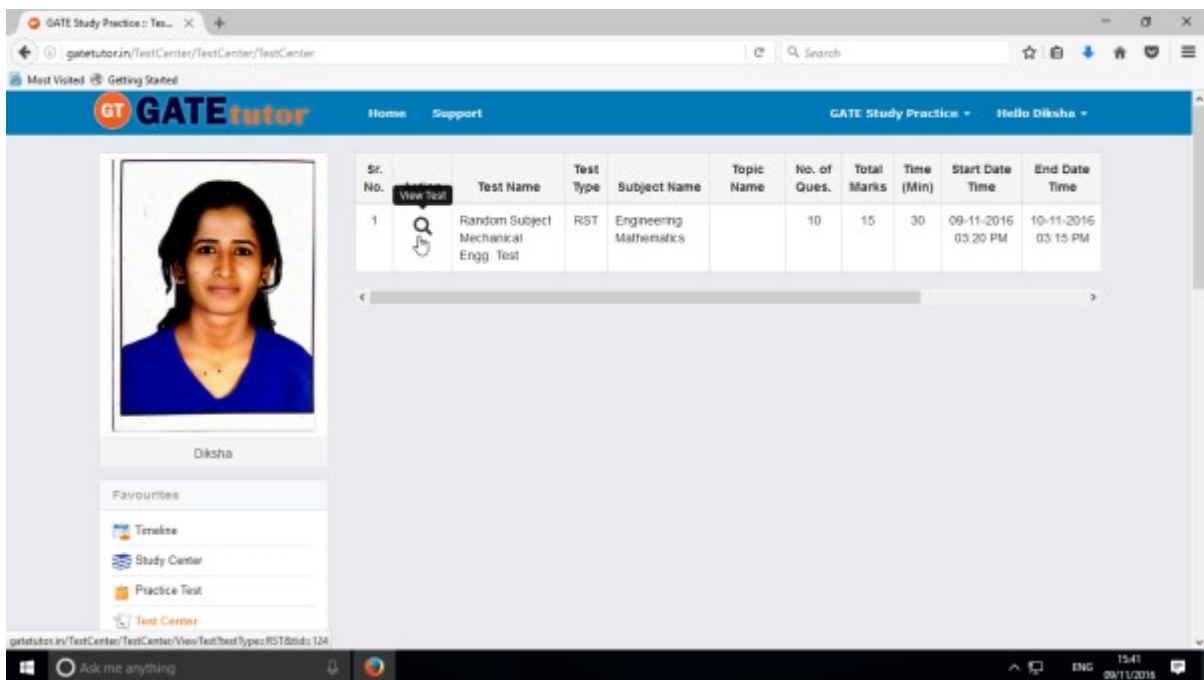 GATE Study Practice :: Tes...
gatetutor.in/TestCenter/TestCenter/TestCenter
Search
Most Visited
Getting Started
GT GATEtutor
Home
Support
GATE Study Practice
Hello Diksha
Sr. No.
Test Name
Test Type
Subject Name
Topic Name
No. of Ques.
Total Marks
Time (Min)
Start Date Time
End Date Time
View Test
1
Random Subject Mechanical Engg. Test
RST
Engineering Mathematics
10
15
30
09-11-2016 03:20 PM
10-11-2016 03:15 PM
Diksha
Favourites
Timeline
Study Center
Practice Test
Test Center
gatetutor.in/TestCenter/TestCenter/ViewTest?testType=RST&tid=124
Ask me anything
ENG
15:41
09/11/2016